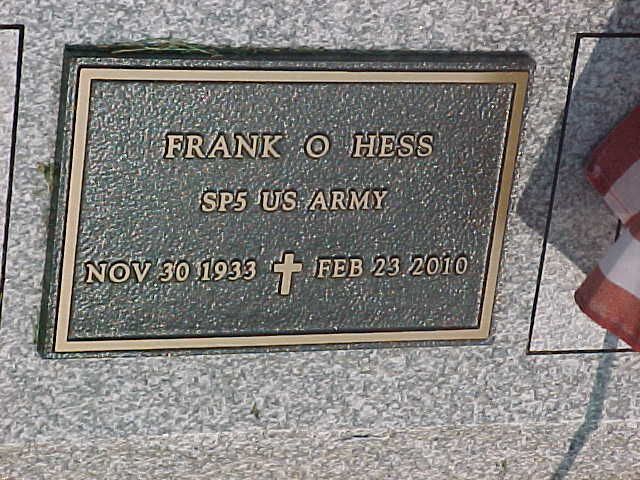 FRANK O HESS
SP5 US ARMY
NOV 30 1933 FEB 23 2010